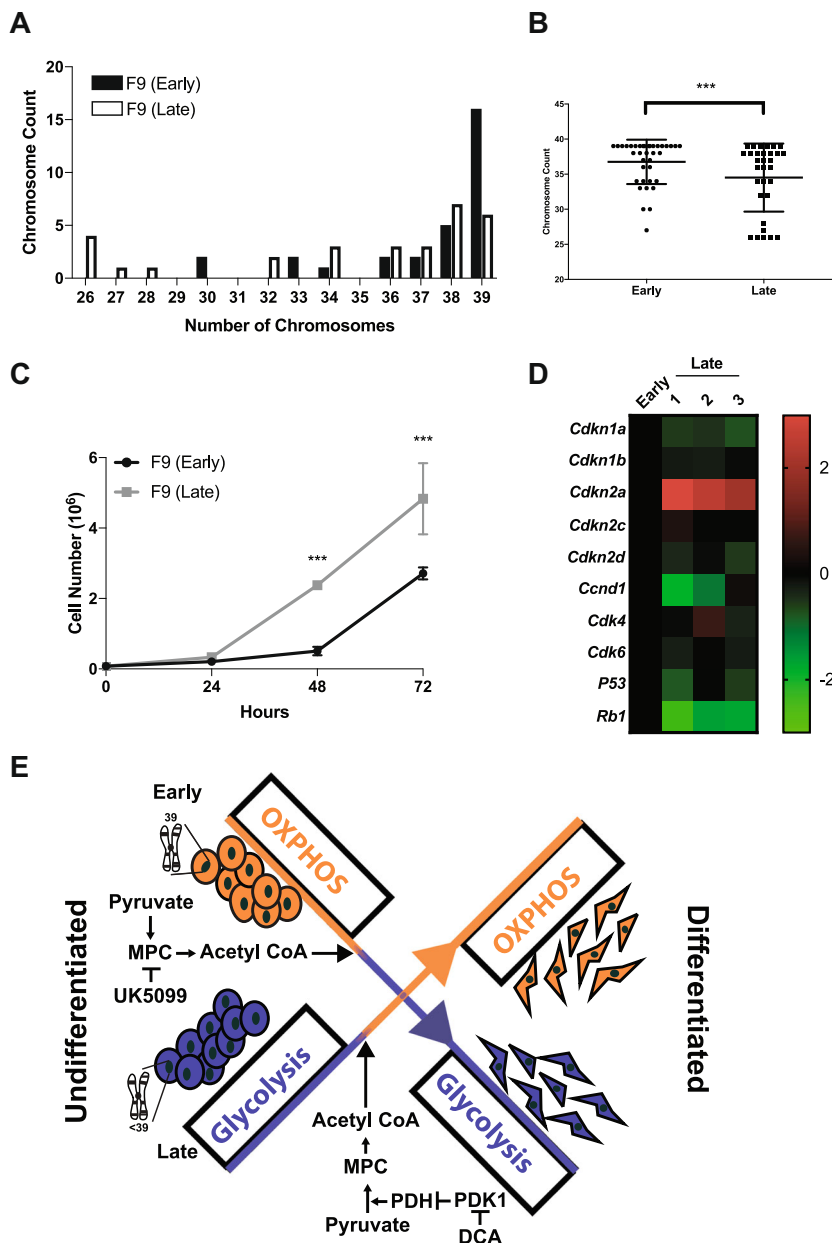 A
F9 (Early)
F9 (Late)
Chromosome Count
20
15
10
5
0
26 27 28 29 30 31 32 33 34 35 36 37 38 39
Number of Chromosomes
B
***
Chromosome Count
45
40
35
30
25
20
Early Late
C
F9 (Early)
F9 (Late)
Cell Number (10⁶)
6
4
2
0
***
***
0 24 48 72
Hours
D
Late
Early 1 2 3
Cdkn1a
Cdkn1b
Cdkn2a
Cdkn2c
Cdkn2d
Ccnd1
Cdk4
Cdk6
P53
Rb1
2
0
-2
E
Undifferentiated
Differentiated
Early
39
OXPHOS
OXPHOS
Pyruvate
MPC
Acetyl CoA
UK5099
<39
Late
Glycolysis
Glycolysis
Acetyl CoA
MPC
PDH
PDK1
Pyruvate
DCA